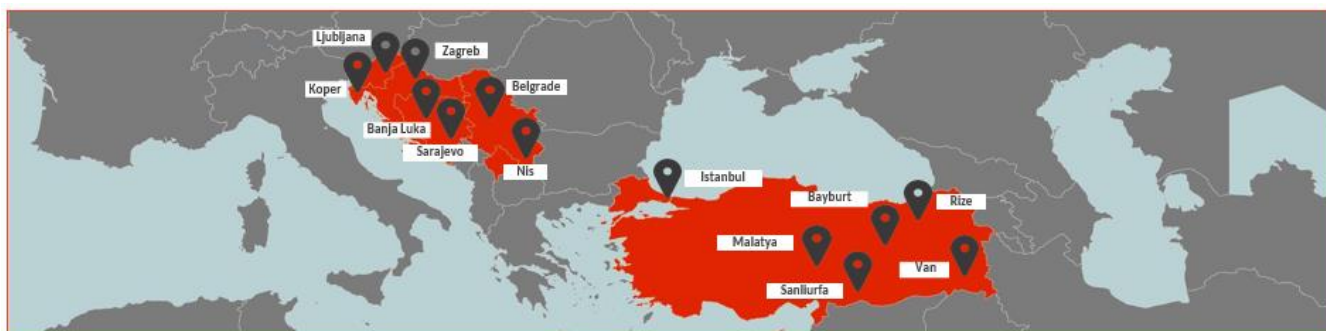 Ljubljana
Zagreb
Koper
Belgrade
Banja Luka
Sarajevo
Nis
Istanbul
Bayburt
Rize
Malatya
Van
Sanliurfa